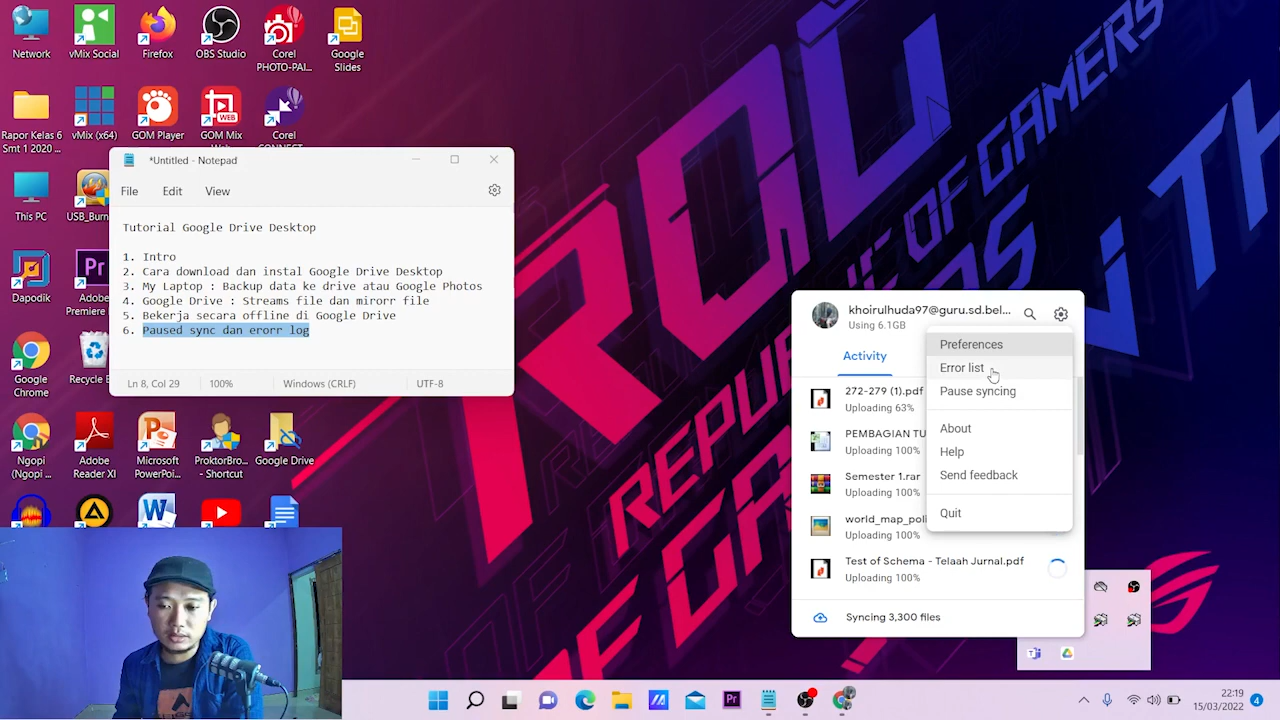 Network
vMix Social
Firefox
OBS Studio
Corel
PHOTO-PAI...
Google
Slides
Rapor Kelas 6
Smt 1 2020 ...
vMix (x64)
GOM Player
GOM Mix
Corel
CONNECT
This PC
USB_Burn
Dapodik
Adobe
Premiere
Google
Chrome
Recycle B
Ngopi
(Ngopi ...
Adobe
Reader XI
Microsoft
PowerPoi...
ProktorBro...
- Shortcut
Google Drive
*Untitled - Notepad
File Edit View
Tutorial Google Drive Desktop
1. Intro
2. Cara download dan instal Google Drive Desktop
3. My Laptop : Backup data ke drive atau Google Photos
4. Google Drive : Streams file dan mirorr file
5. Bekerja secara offline di Google Drive
6. Paused sync dan erorr log
Ln 8, Col 29 100% Windows (CRLF) UTF-8
REPUBLIC OF GAMERS
khoirulhuda97@guru.sd.bel...
Using 6.1GB
Activity
272-279 (1).pdf
Uploading 63%
PEMBAGIAN TU
Uploading 100%
Semester 1.rar
Uploading 100%
world_map_poli
Uploading 100%
Test of Schema - Telaah Jurnal.pdf
Uploading 100%
Syncing 3,300 files
Preferences
Error list
Pause syncing
About
Help
Send feedback
Quit
22:19
15/03/2022
4